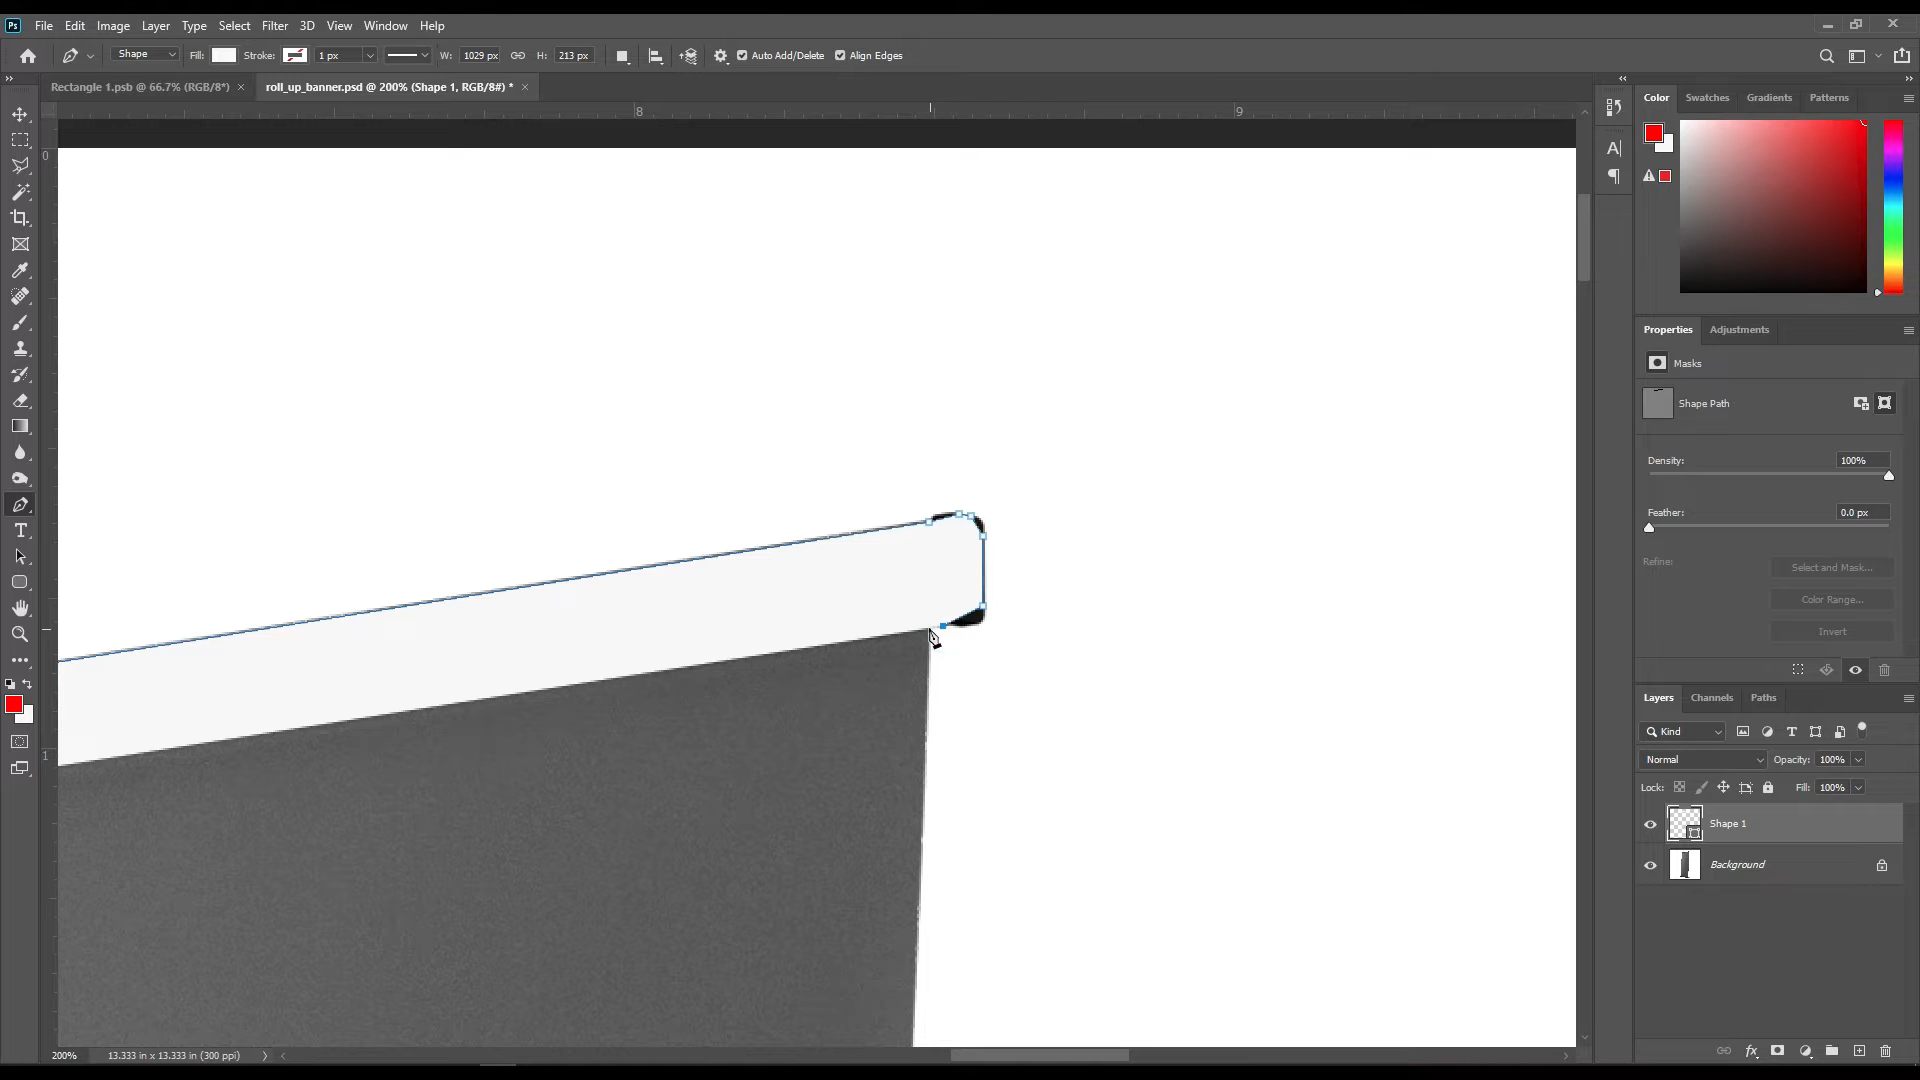 Ps File Edit Image Layer Type Select Filter 3D View Window Help
Shape Fill: Stroke: 1 px W: 1029 px H: 213 px Auto Add/Delete Align Edges
Rectangle 1.psb @ 66.7% (RGB/8*) × roll_up_banner.psd @ 200% (Shape 1, RGB/8#) * ×
Color Swatches Gradients Patterns
8 9
0
1
Properties Adjustments
Masks
Shape Path
Density: 100%
Feather: 0.0 px
Refine: Select and Mask...
Color Range...
Invert
Layers Channels Paths
Kind
Normal Opacity: 100%
Lock: Fill: 100%
Shape 1
Background
200% 13.333 in x 13.333 in (300 ppi)
fx